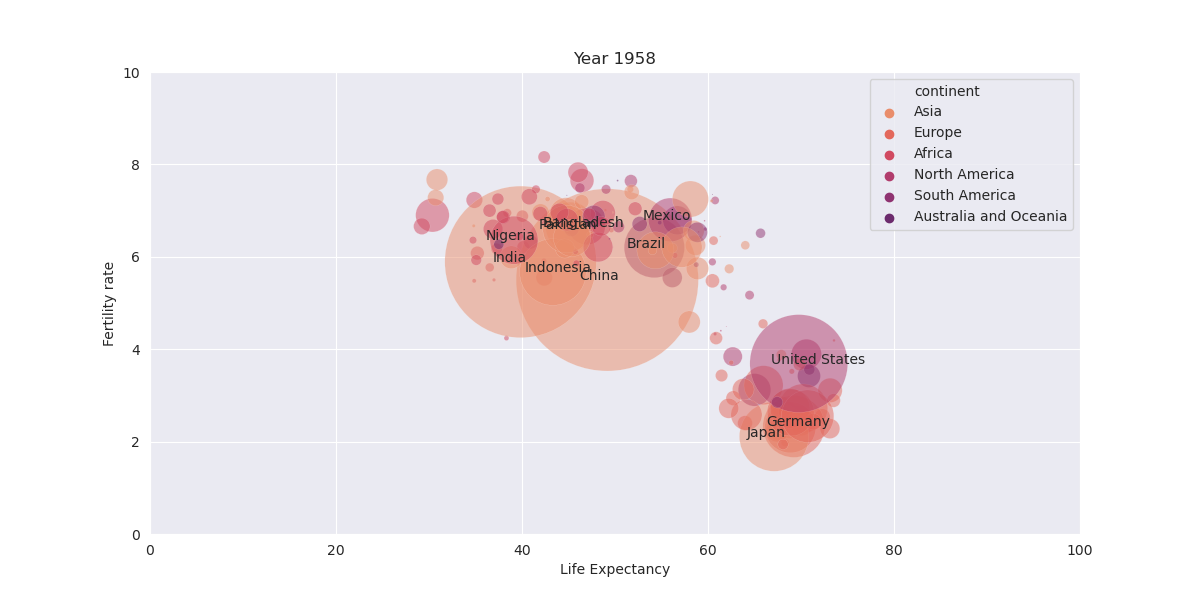 Year 1958
10
8
6
4
2
0
Fertility rate
0 20 40 60 80 100
Life Expectancy
continent
Asia
Europe
Africa
North America
South America
Australia and Oceania
Mexico
Bangladesh
Pakistan
Nigeria
Brazil
India
Indonesia
China
United States
Germany
Japan